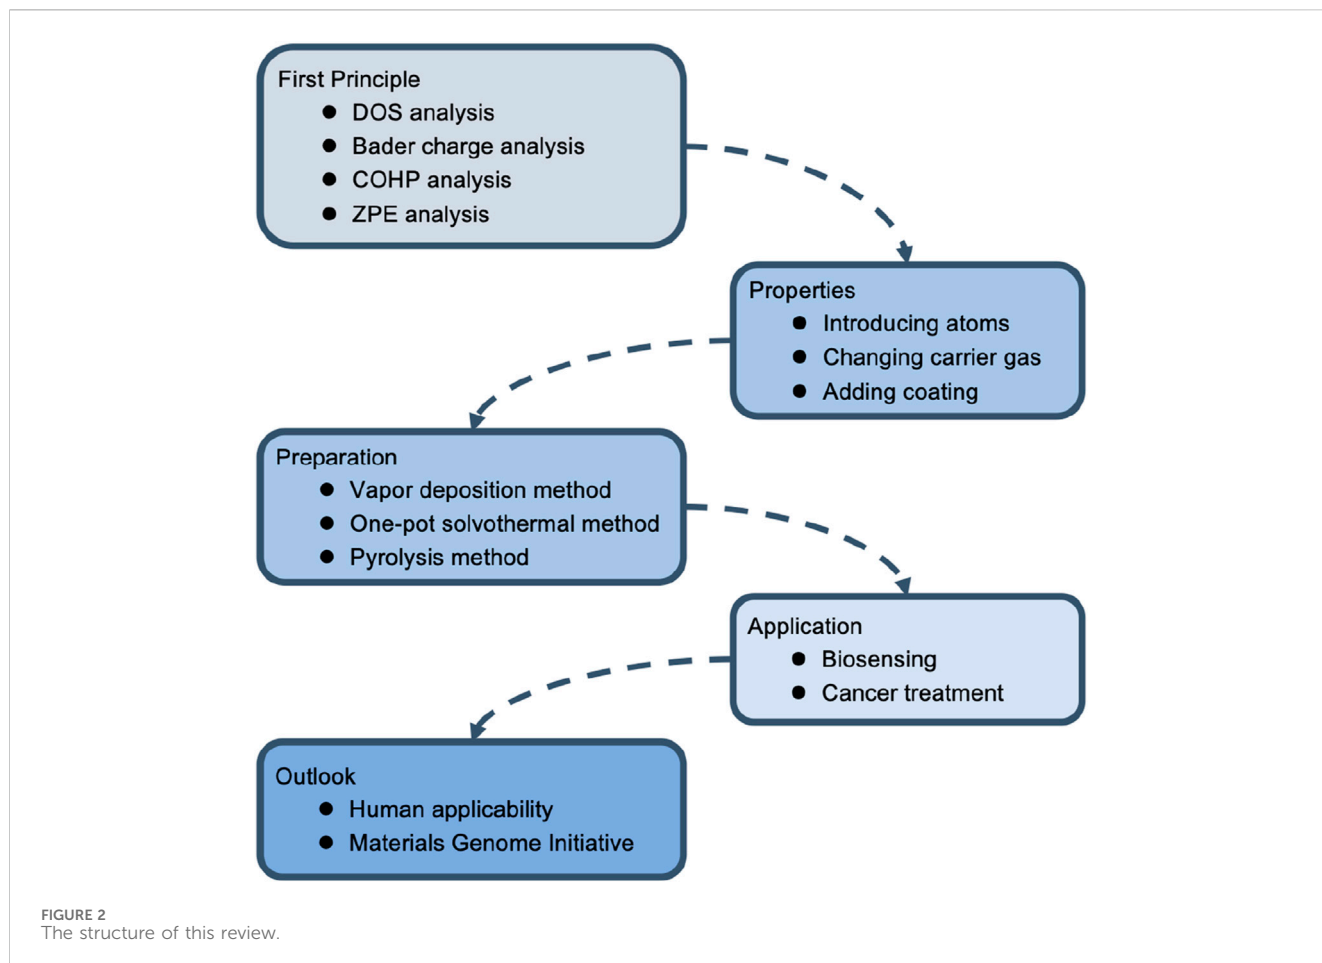 First Principle
● DOS analysis
● Bader charge analysis
● COHP analysis
● ZPE analysis
Properties
● Introducing atoms
● Changing carrier gas
● Adding coating
Preparation
● Vapor deposition method
● One-pot solvothermal method
● Pyrolysis method
Application
● Biosensing
● Cancer treatment
Outlook
● Human applicability
● Materials Genome Initiative
FIGURE 2
The structure of this review.